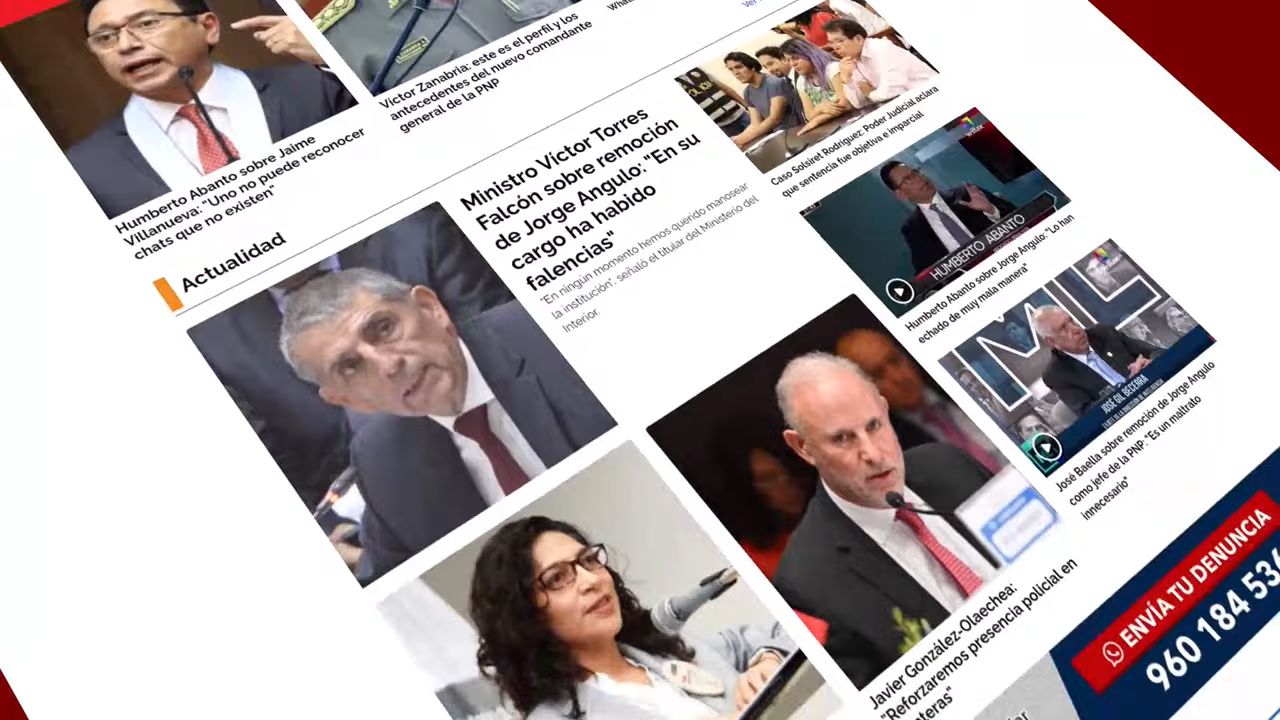 Humberto Abanto sobre Jaime
Villanueva: "Uno no puede reconocer
chats que no existen"
Víctor Zanabria: este es el perfil y los
antecedentes del nuevo comandante
general de la PNP
Actualidad
Ministro Víctor Torres
Falcón sobre remoción
de Jorge Angulo: "En su
cargo ha habido
falencias"
"En ningún momento hemos querido manosear
la institución", señaló el titular del Ministerio del
Interior.
Caso Solsiret Rodríguez: Poder Judicial aclara
que sentencia fue objetiva e imparcial
willax
HUMBERTO ABANTO
Humberto Abanto sobre Jorge Angulo: "Lo han
echado de muy mala manera"
JOSÉ GIL BECERRA
José Baella sobre remoción de Jorge Angulo
como jefe de la PNP: "Es un maltrato
innecesario"
Javier González-Olaechea:
"Reforzaremos presencia policial en
ENVÍA TU DENUNCIA
960 184 53